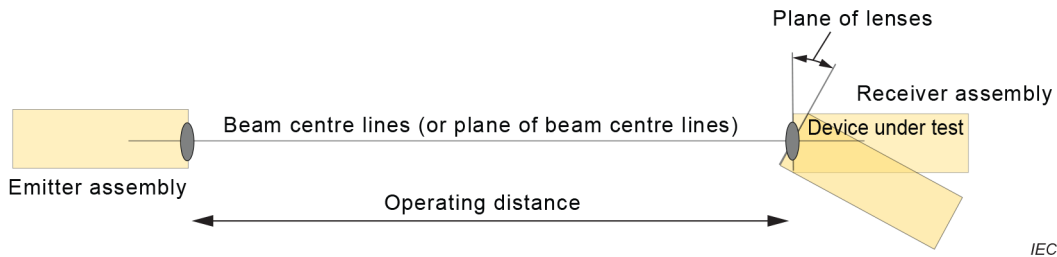 Plane of lenses
Receiver assembly
Beam centre lines (or plane of beam centre lines)
Device under test
Emitter assembly
Operating distance
IEC